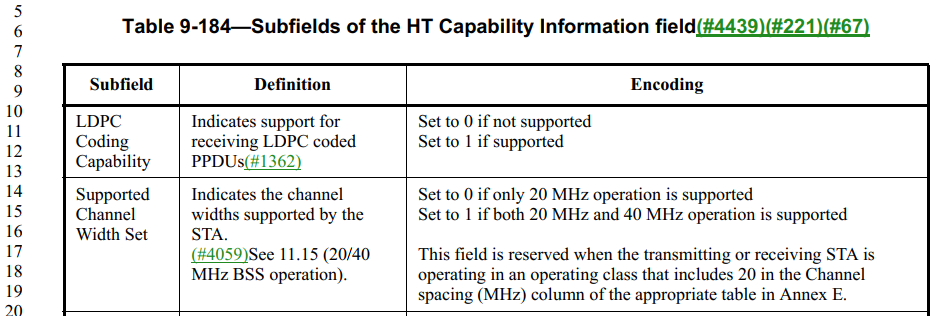 5
6
7
8
9
10
11
12
13
14
15
16
17
18
19
20
Table 9-184—Subfields of the HT Capability Information field(#4439)(#221)(#67)
Subfield Definition Encoding
LDPC
Coding
Capability
Indicates support for
receiving LDPC coded
PPDUs(#1362)
Set to 0 if not supported
Set to 1 if supported
Supported
Channel
Width Set
Indicates the channel
widths supported by the
STA.
(#4059)See 11.15 (20/40
MHz BSS operation).
Set to 0 if only 20 MHz operation is supported
Set to 1 if both 20 MHz and 40 MHz operation is supported
This field is reserved when the transmitting or receiving STA is
operating in an operating class that includes 20 in the Channel
spacing (MHz) column of the appropriate table in Annex E.